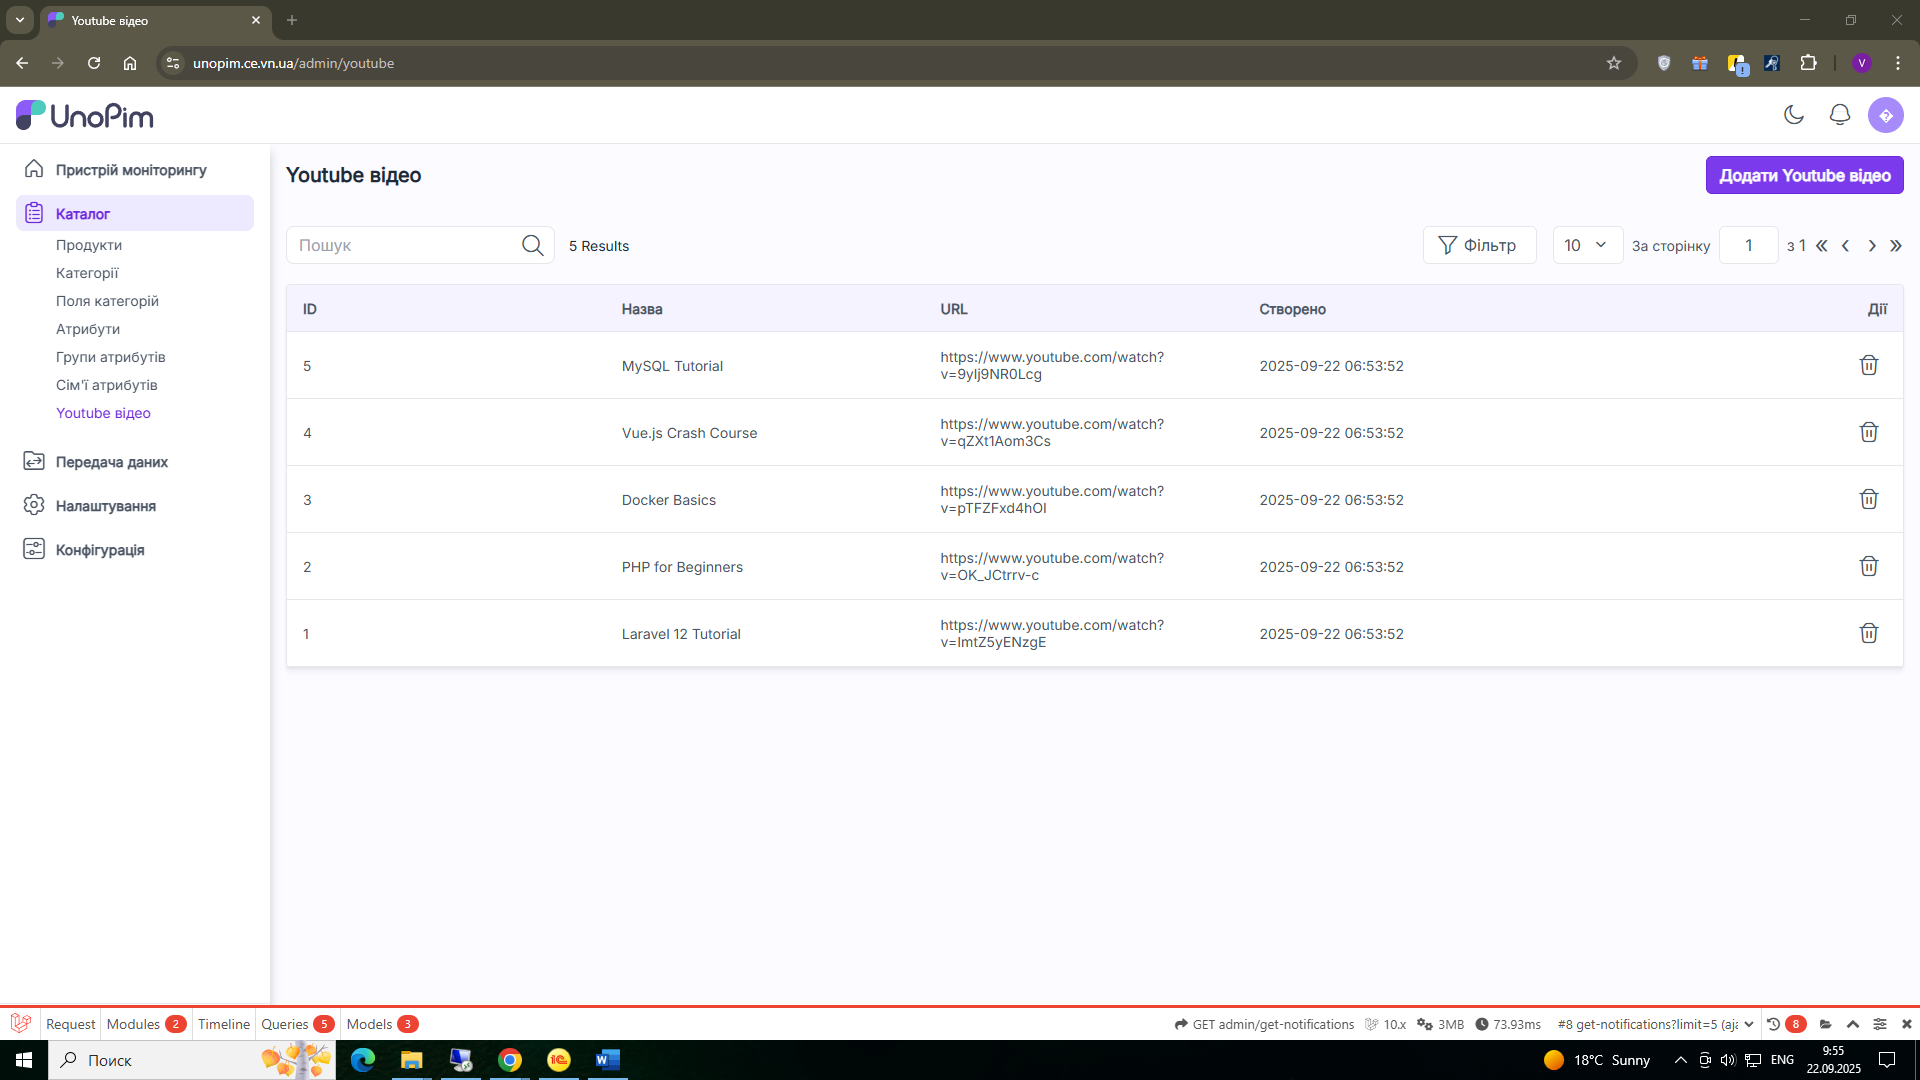 Youtube відео
unopim.ce.vn.ua/admin/youtube
V
UnoPim
Пристрій моніторингу
Каталог
Продукти
Категорії
Поля категорій
Атрибути
Групи атрибутів
Сім'ї атрибутів
Youtube відео
Передача даних
Налаштування
Конфігурація
Youtube відео
Додати Youtube відео
Пошук
5 Results
Фільтр
10
За сторінку
1
з 1
ID Назва URL Створено Дії
5 MySQL Tutorial https://www.youtube.com/watch?
v=9ylj9NR0Lcg 2025-09-22 06:53:52
4 Vue.js Crash Course https://www.youtube.com/watch?
v=qZXt1Aom3Cs 2025-09-22 06:53:52
3 Docker Basics https://www.youtube.com/watch?
v=pTFZFxd4hOI 2025-09-22 06:53:52
2 PHP for Beginners https://www.youtube.com/watch?
v=OK_JCtrrv-c 2025-09-22 06:53:52
1 Laravel 12 Tutorial https://www.youtube.com/watch?
v=ImtZ5yENzgE 2025-09-22 06:53:52
Request Modules 2 Timeline Queries 5 Models 3
GET admin/get-notifications 10.x 3MB 73.93ms #8 get-notifications?limit=5 (aja 8
Поиск
18°C Sunny
ENG
9:55
22.09.2025